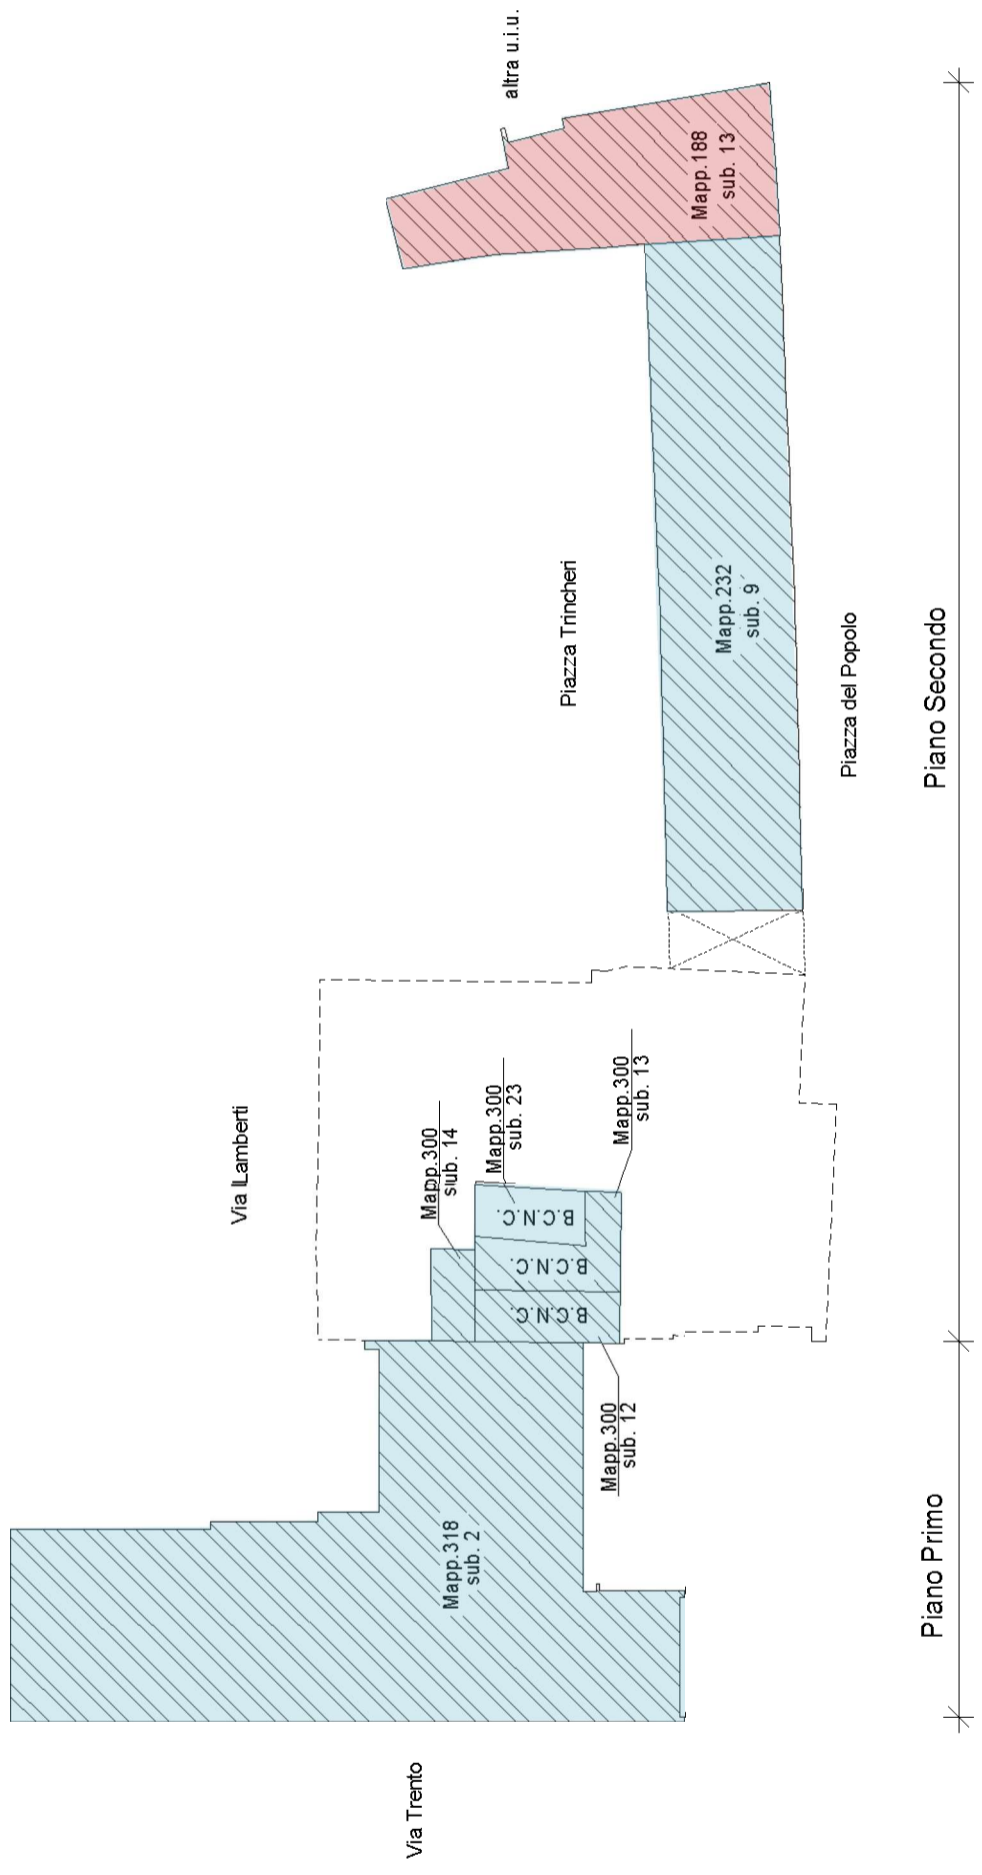 Via Trento
Mapp.318
sub. 2
Via Lamberti
Mapp.300
sub. 14
Mapp.300
sub. 23
Mapp.300
sub. 13
Mapp.300
sub. 12
B.C.N.C.
B.C.N.C.
B.C.N.C.
Piazza Trincheri
Mapp.232
sub. 9
Piazza del Popolo
altra u.i.u.
Mapp.188
sub. 13
Piano Primo
Piano Secondo